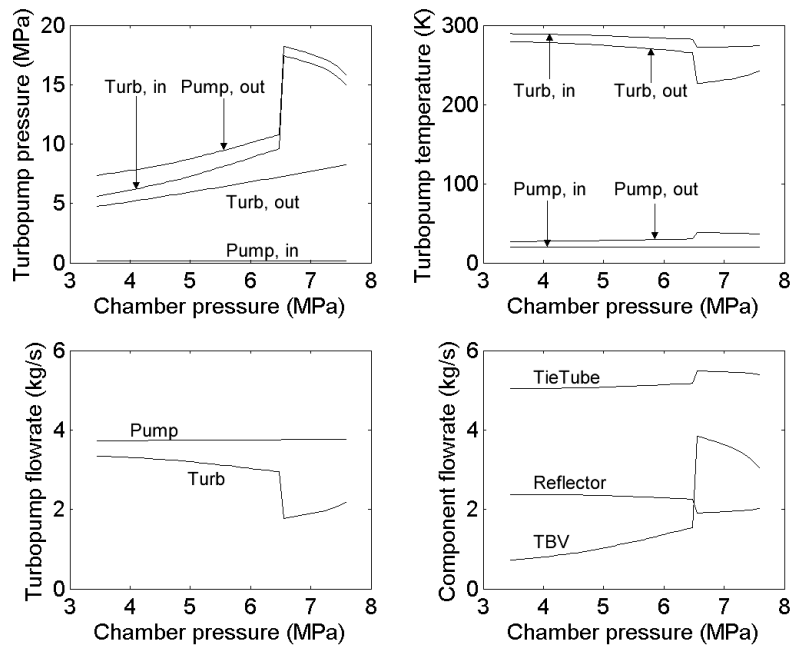 Turbopump pressure (MPa)
20
15
10
5
0
Turb, in
Pump, out
Turb, out
Pump, in
3 4 5 6 7 8
Chamber pressure (MPa)
Turbopump temperature (K)
300
200
100
0
Turb, in
Turb, out
Pump, in
Pump, out
3 4 5 6 7 8
Chamber pressure (MPa)
Turbopump flowrate (kg/s)
6
4
2
0
Pump
Turb
3 4 5 6 7 8
Chamber pressure (MPa)
Component flowrate (kg/s)
6
4
2
0
TieTube
Reflector
TBV
3 4 5 6 7 8
Chamber pressure (MPa)